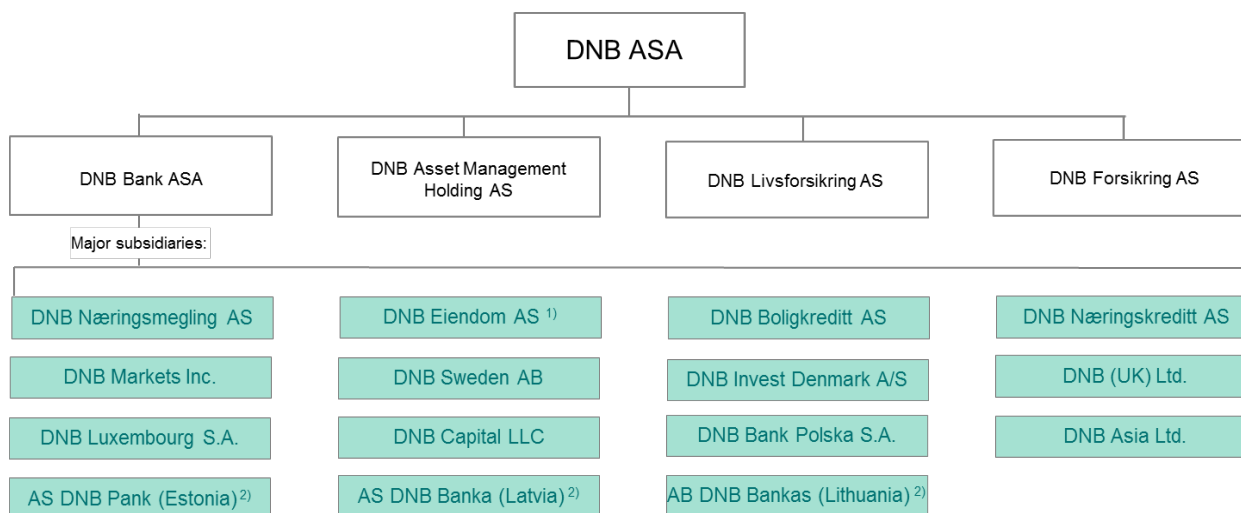 DNB ASA
DNB Bank ASA
DNB Asset Management
Holding AS
DNB Livsforsikring AS
DNB Forsikring AS
Major subsidiaries:
DNB Næringsmegling AS
DNB Eiendom AS 1)
DNB Boligkreditt AS
DNB Næringskreditt AS
DNB Markets Inc.
DNB Sweden AB
DNB Invest Denmark A/S
DNB (UK) Ltd.
DNB Luxembourg S.A.
DNB Capital LLC
DNB Bank Polska S.A.
DNB Asia Ltd.
AS DNB Pank (Estonia) 2)
AS DNB Banka (Latvia) 2)
AB DNB Bankas (Lithuania) 2)